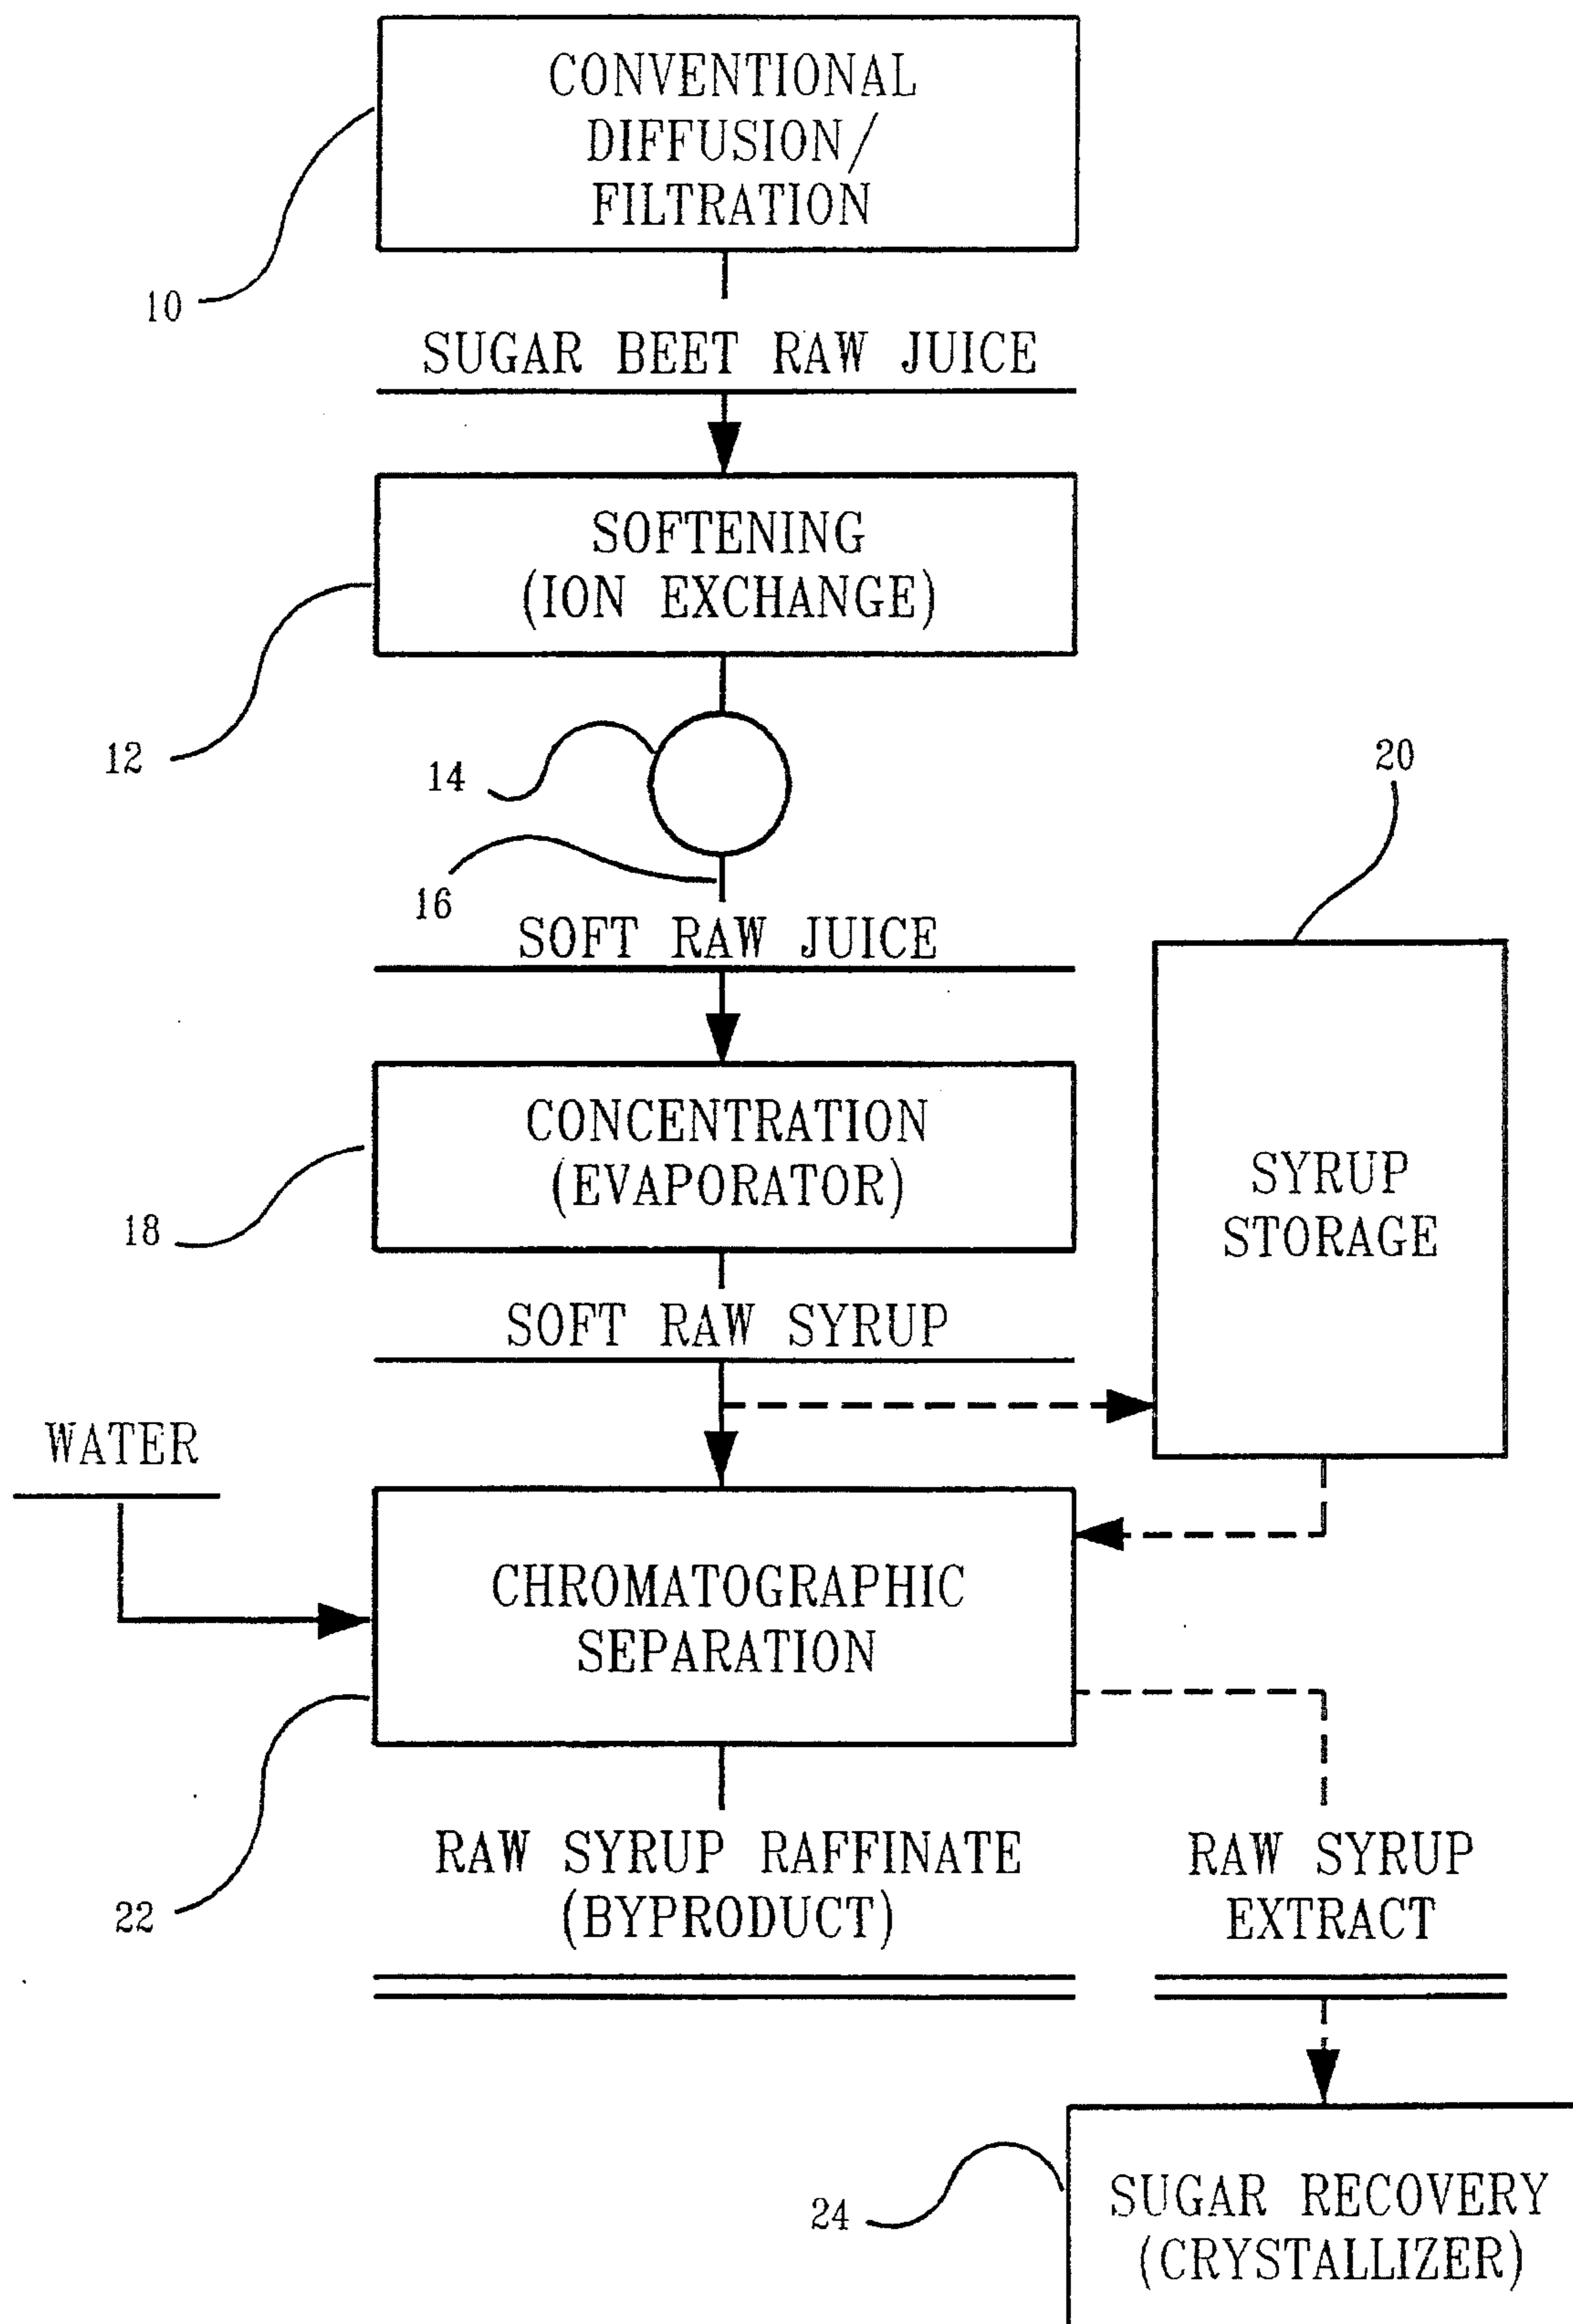 CONVENTIONAL
DIFFUSION/
FILTRATION
10
SUGAR BEET RAW JUICE
SOFTENING
(ION EXCHANGE)
12
14
20
16
SOFT RAW JUICE
CONCENTRATION
(EVAPORATOR)
18
SYRUP
STORAGE
SOFT RAW SYRUP
WATER
CHROMATOGRAPHIC
SEPARATION
22
RAW SYRUP RAFFINATE
(BYPRODUCT)
RAW SYRUP
EXTRACT
24
SUGAR RECOVERY
(CRYSTALLIZER)